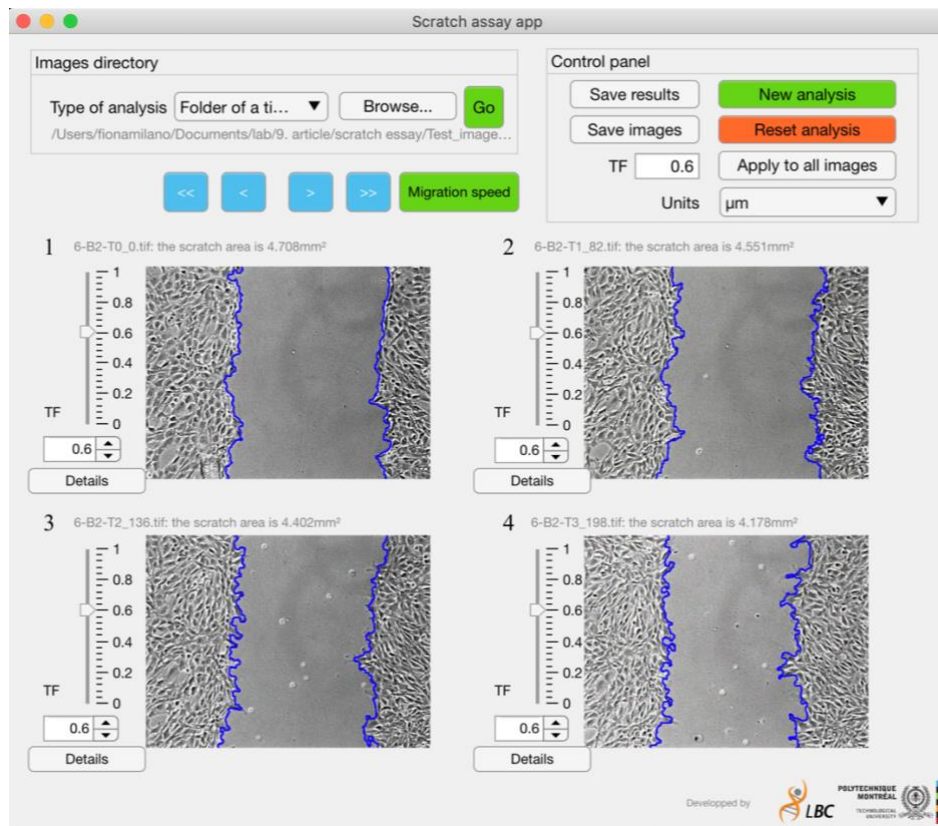 Scratch assay app
Images directory
Type of analysis Folder of a ti... Browse... Go
/Users/fionamilano/Documents/lab/9. article/scratch essay/Test_image...
<< < > >> Migration speed
Control panel
Save results New analysis
Save images Reset analysis
TF 0.6 Apply to all images
Units µm
1 6-B2-T0_0.tif: the scratch area is 4.708mm²
1
0.8
0.6
0.4
0.2
0
TF
0.6
Details
2 6-B2-T1_82.tif: the scratch area is 4.551mm²
1
0.8
0.6
0.4
0.2
0
TF
0.6
Details
3 6-B2-T2_136.tif: the scratch area is 4.402mm²
1
0.8
0.6
0.4
0.2
0
TF
0.6
Details
4 6-B2-T3_198.tif: the scratch area is 4.178mm²
1
0.8
0.6
0.4
0.2
0
TF
0.6
Details
Developped by
LBC
POLYTECHNIQUE
MONTRÉAL
TECHNOLOGICAL
UNIVERSITY